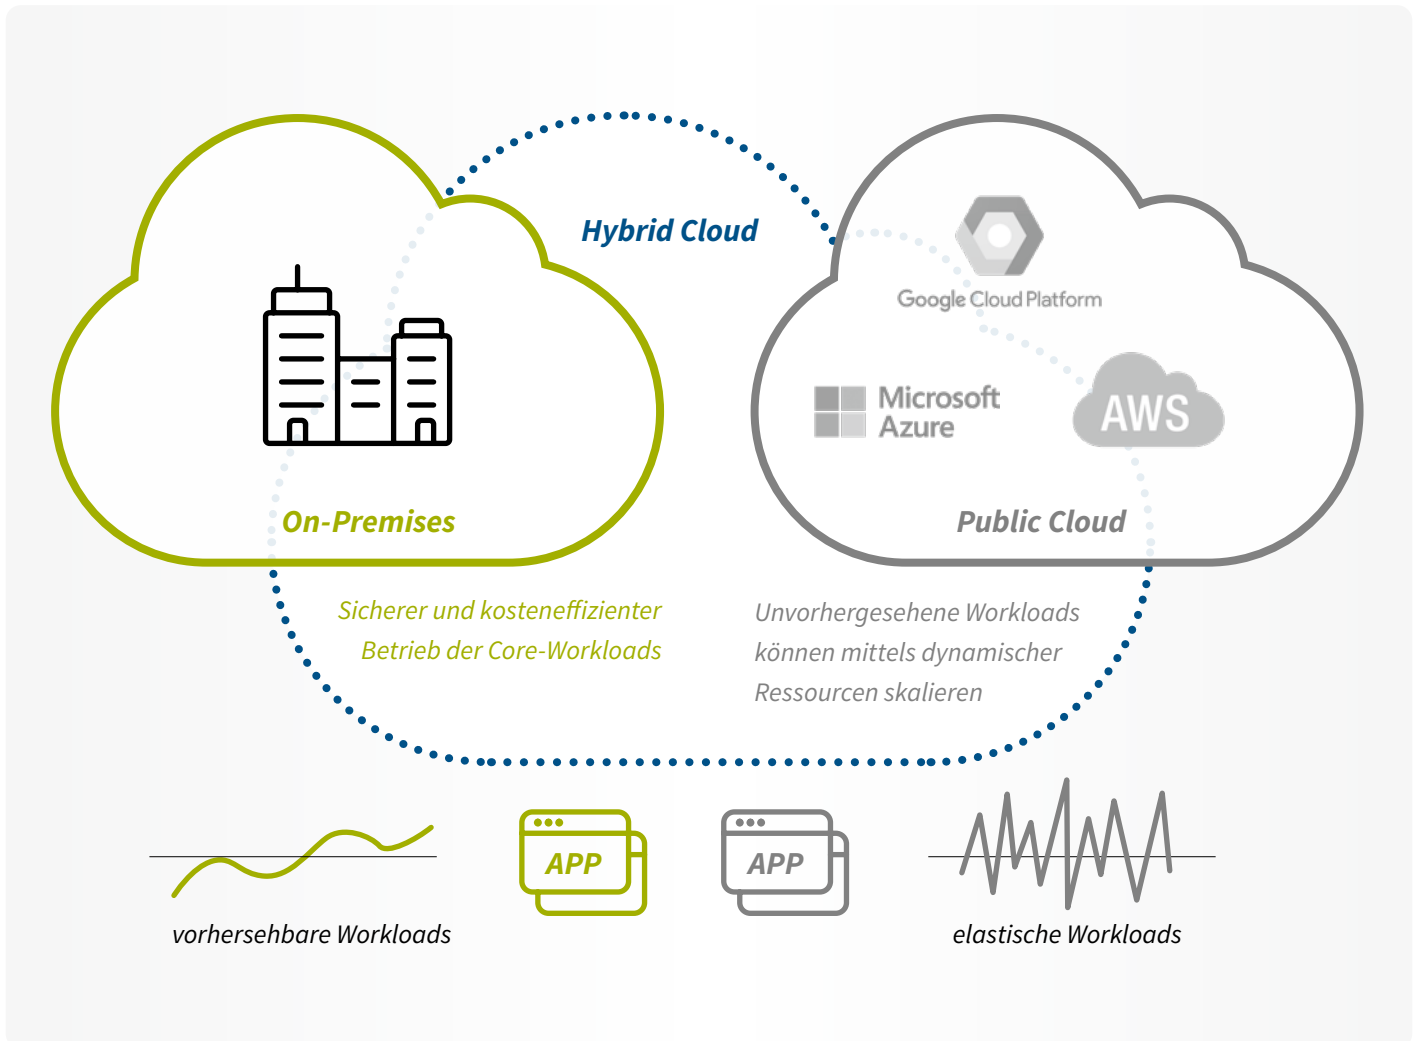 Hybrid Cloud
Google Cloud Platform
Microsoft
Azure
AWS
On-Premises
Public Cloud
Sicherer und kosteneffizienter
Betrieb der Core-Workloads
Unvorhergesehene Workloads
können mittels dynamischer
Ressourcen skalieren
APP
APP
vorhersehbare Workloads
elastische Workloads